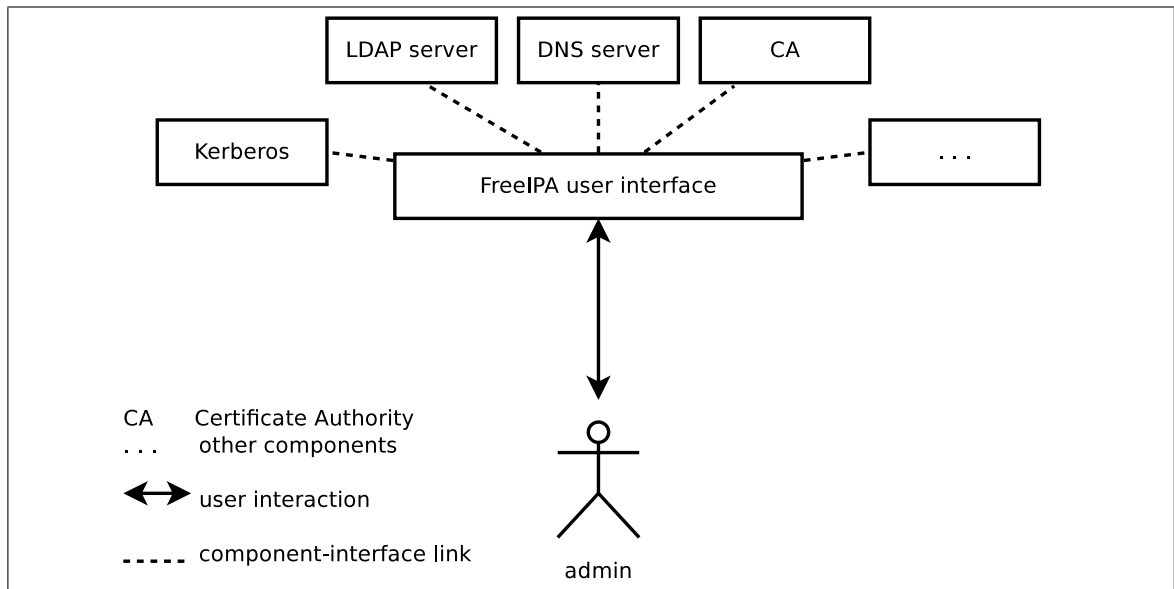 LDAP server
DNS server
CA
Kerberos
. . .
FreeIPA user interface
CA Certificate Authority
. . . other components
user interaction
component-interface link
admin